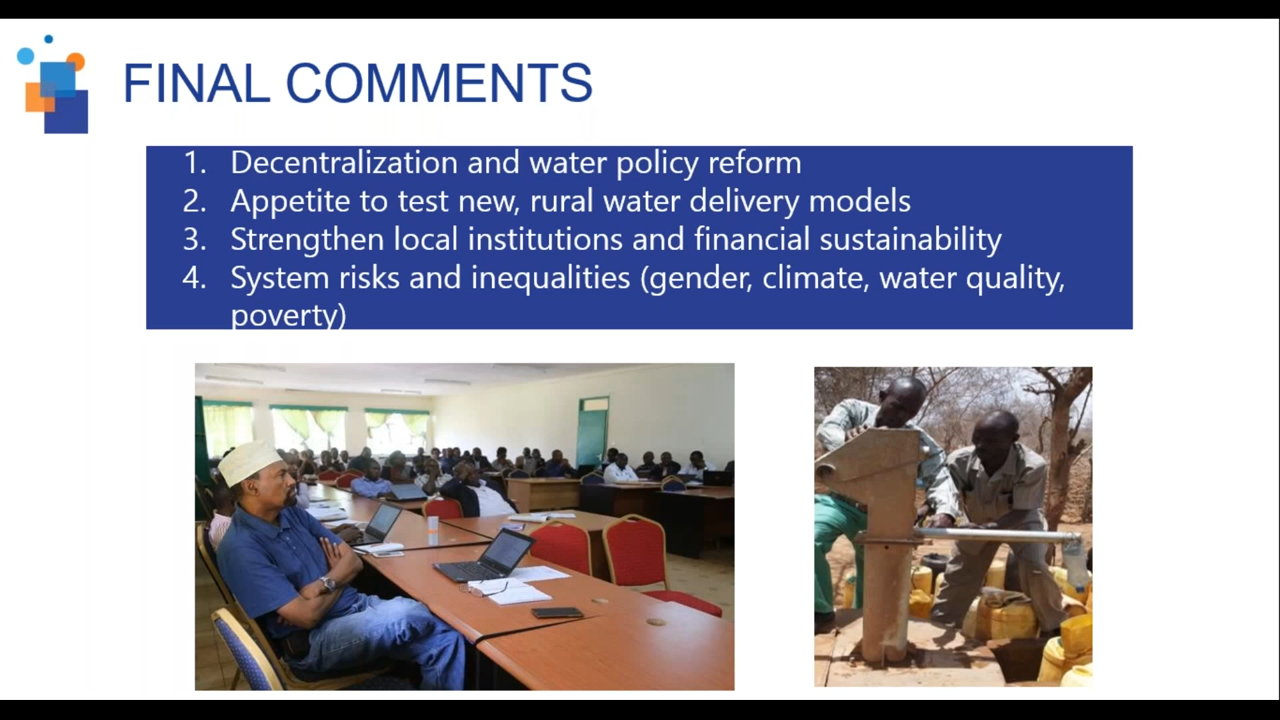 FINAL COMMENTS
1. Decentralization and water policy reform
2. Appetite to test new, rural water delivery models
3. Strengthen local institutions and financial sustainability
4. System risks and inequalities (gender, climate, water quality,
poverty)